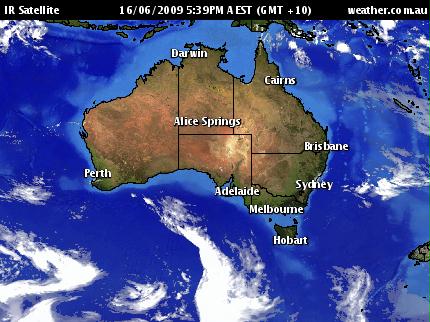 IR Satellite 16/06/2009 5:39PM AEST (GMT +10) weather.com.au
Darwin
Cairns
Alice Springs
Brisbane
Perth
Sydney
Adelaide
Melbourne
Hobart